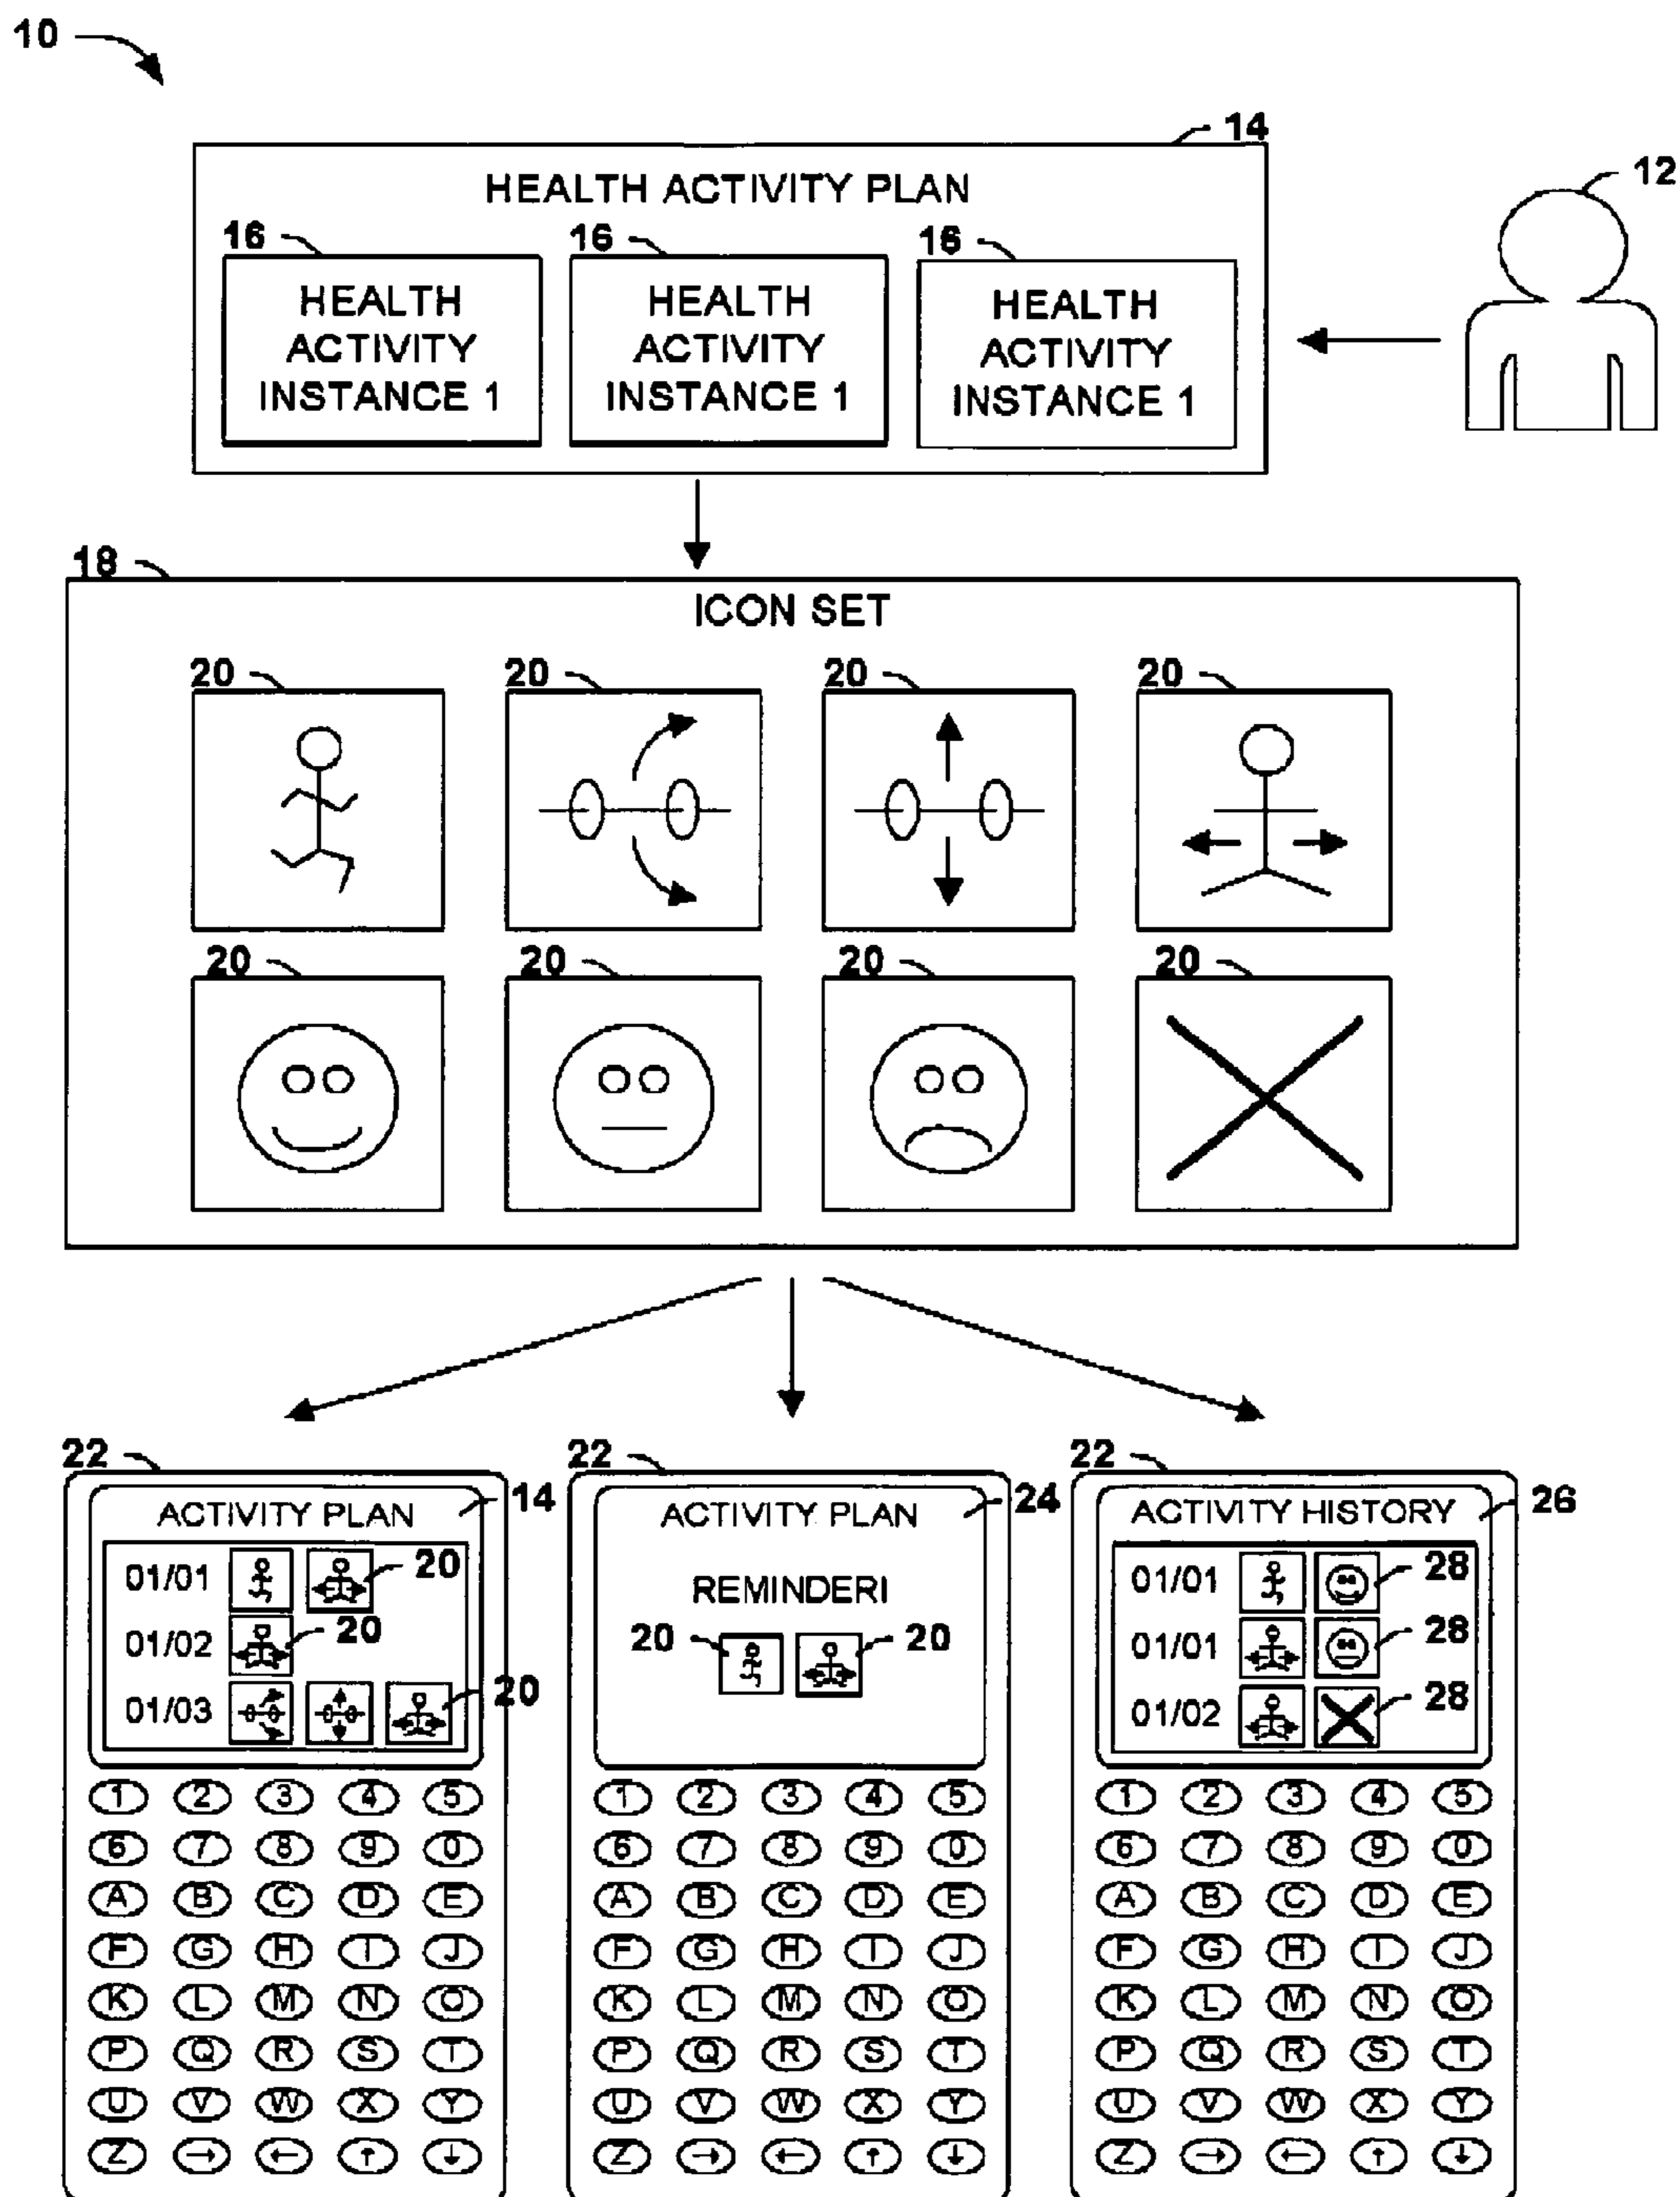 10
14
12
HEALTH ACTIVITY PLAN
16 16 16
HEALTH ACTIVITY INSTANCE 1
HEALTH ACTIVITY INSTANCE 1
HEALTH ACTIVITY INSTANCE 1
18
ICON SET
20 20 20 20
20 20 20 20
22
ACTIVITY PLAN 14
01/01 20
01/02 20
01/03 20
1 2 3 4 5
6 7 8 9 0
A B C D E
F G H I J
K L M N O
P Q R S T
U V W X Y
Z → ← ↑ ↓
22
ACTIVITY PLAN 24
REMINDER!
20 20
1 2 3 4 5
6 7 8 9 0
A B C D E
F G H I J
K L M N O
P Q R S T
U V W X Y
Z → ← ↑ ↓
22
ACTIVITY HISTORY 26
01/01 28
01/01 28
01/02 28
1 2 3 4 5
6 7 8 9 0
A B C D E
F G H I J
K L M N O
P Q R S T
U V W X Y
Z → ← ↑ ↓